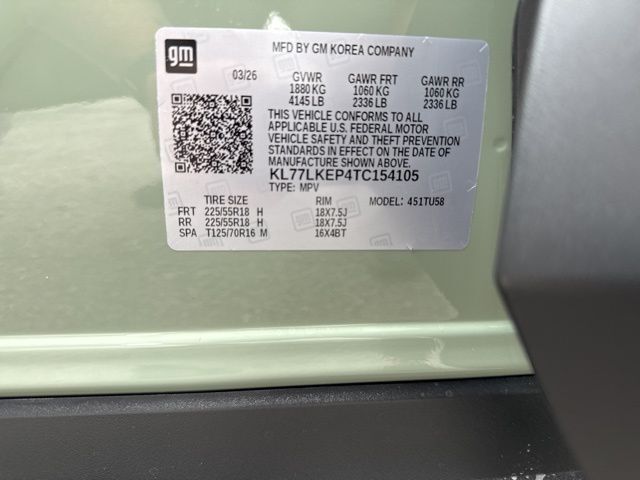 gm
MFD BY GM KOREA COMPANY
03/26 GVWR GAWR FRT GAWR RR
1880 KG 1060 KG 1060 KG
4145 LB 2336 LB 2336 LB
THIS VEHICLE CONFORMS TO ALL
APPLICABLE U.S. FEDERAL MOTOR
VEHICLE SAFETY AND THEFT PREVENTION
STANDARDS IN EFFECT ON THE DATE OF
MANUFACTURE SHOWN ABOVE.
KL77LKEP4TC154105
TYPE: MPV
TIRE SIZE RIM MODEL: 4S1TU58
FRT 225/55R18 H 18X7.5J
RR 225/55R18 H 18X7.5J
SPA T125/70R16 M 16X4BT